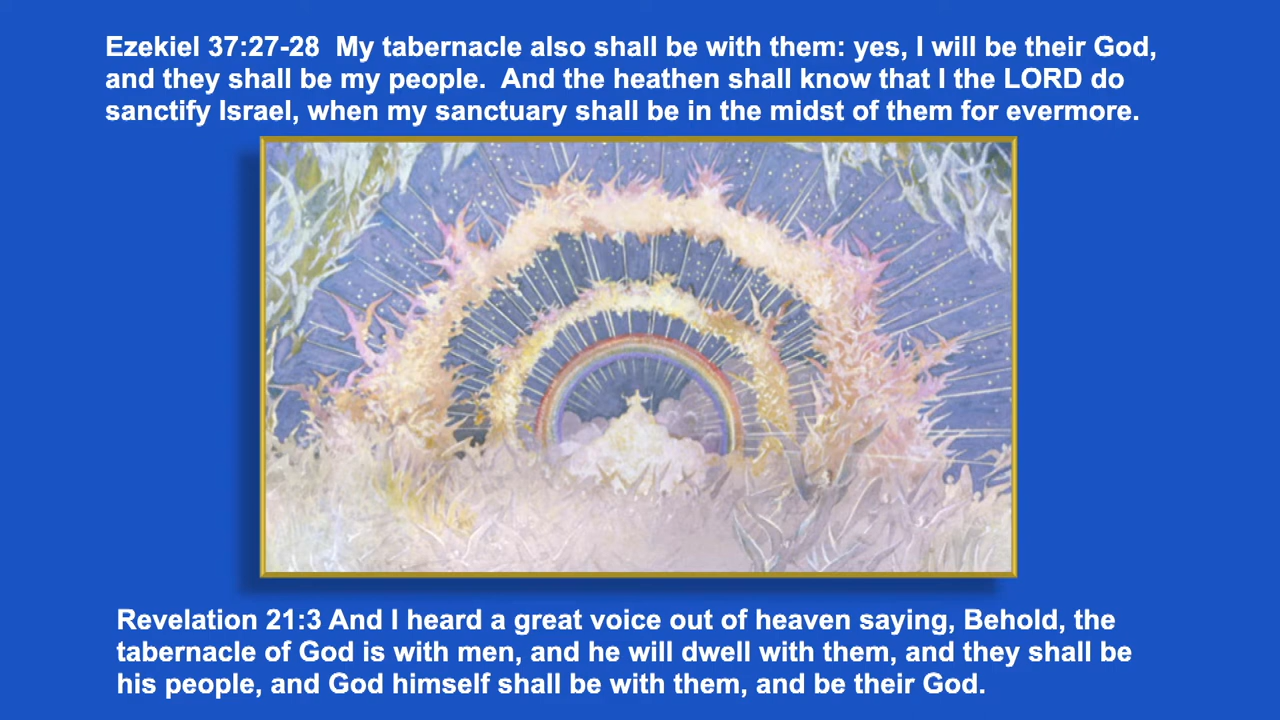 Ezekiel 37:27-28  My tabernacle also shall be with them: yes, I will be their God,
and they shall be my people.  And the heathen shall know that I the LORD do
sanctify Israel, when my sanctuary shall be in the midst of them for evermore.
Revelation 21:3 And I heard a great voice out of heaven saying, Behold, the
tabernacle of God is with men, and he will dwell with them, and they shall be
his people, and God himself shall be with them, and be their God.